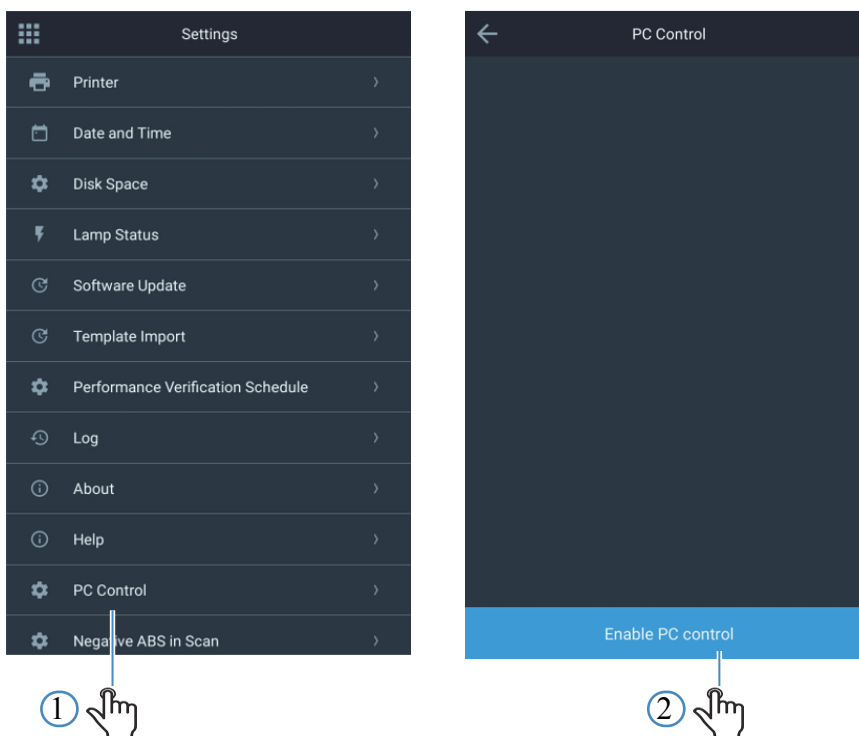 Settings
Printer
Date and Time
Disk Space
Lamp Status
Software Update
Template Import
Performance Verification Schedule
Log
About
Help
PC Control
Negative ABS in Scan
1
PC Control
Enable PC control
2